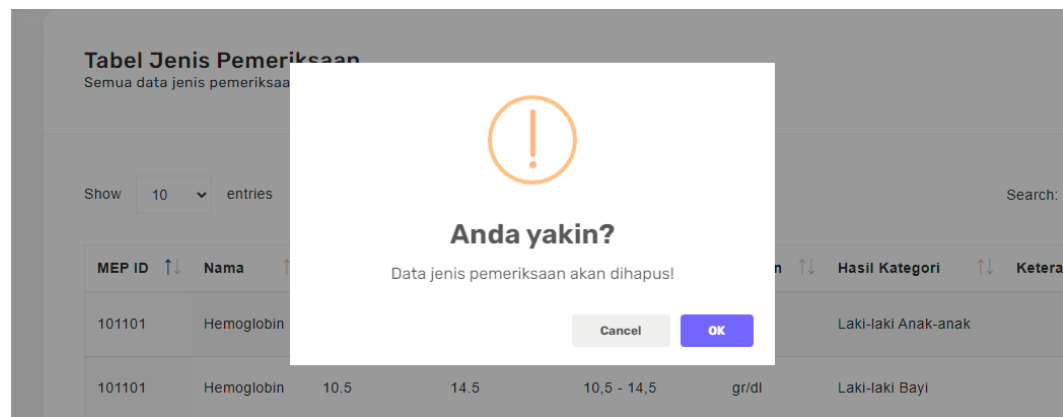 Tabel Jenis Pemeriksaan
Semua data jenis pemeriksaa
Show 10 entries
Search:
Anda yakin?
Data jenis pemeriksaan akan dihapus!
Cancel OK
MEP ID Nama n Hasil Kategori Ketera
101101 Hemoglobin Laki-laki Anak-anak
101101 Hemoglobin 10.5 14.5 10,5 - 14,5 gr/dl Laki-laki Bayi